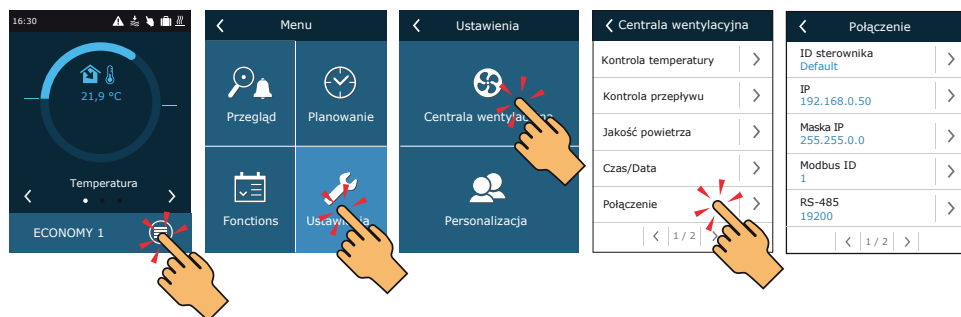 16:30
21,9 °C
Temperatura
ECONOMY 1
Menu
Przegląd
Planowanie
Fonctions
Ustawienia
Ustawienia
Centrala wentylacyjna
Personalizacja
Centrala wentylacyjna
Kontrola temperatury
Kontrola przepływu
Jakość powietrza
Czas/Data
Połączenie
1 / 2
Połączenie
ID sterownika
Default
IP
192.168.0.50
Maska IP
255.255.0.0
Modbus ID
1
RS-485
19200
1 / 2